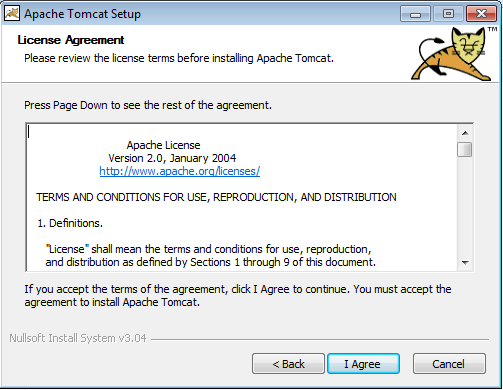 Apache Tomcat Setup
License Agreement
Please review the license terms before installing Apache Tomcat.
TM
Press Page Down to see the rest of the agreement.
Apache License
Version 2.0, January 2004
http://www.apache.org/licenses/
TERMS AND CONDITIONS FOR USE, REPRODUCTION, AND DISTRIBUTION
1. Definitions.
"License" shall mean the terms and conditions for use, reproduction,
and distribution as defined by Sections 1 through 9 of this document.
If you accept the terms of the agreement, click I Agree to continue. You must accept the
agreement to install Apache Tomcat.
Nullsoft Install System v3.04
< Back I Agree Cancel